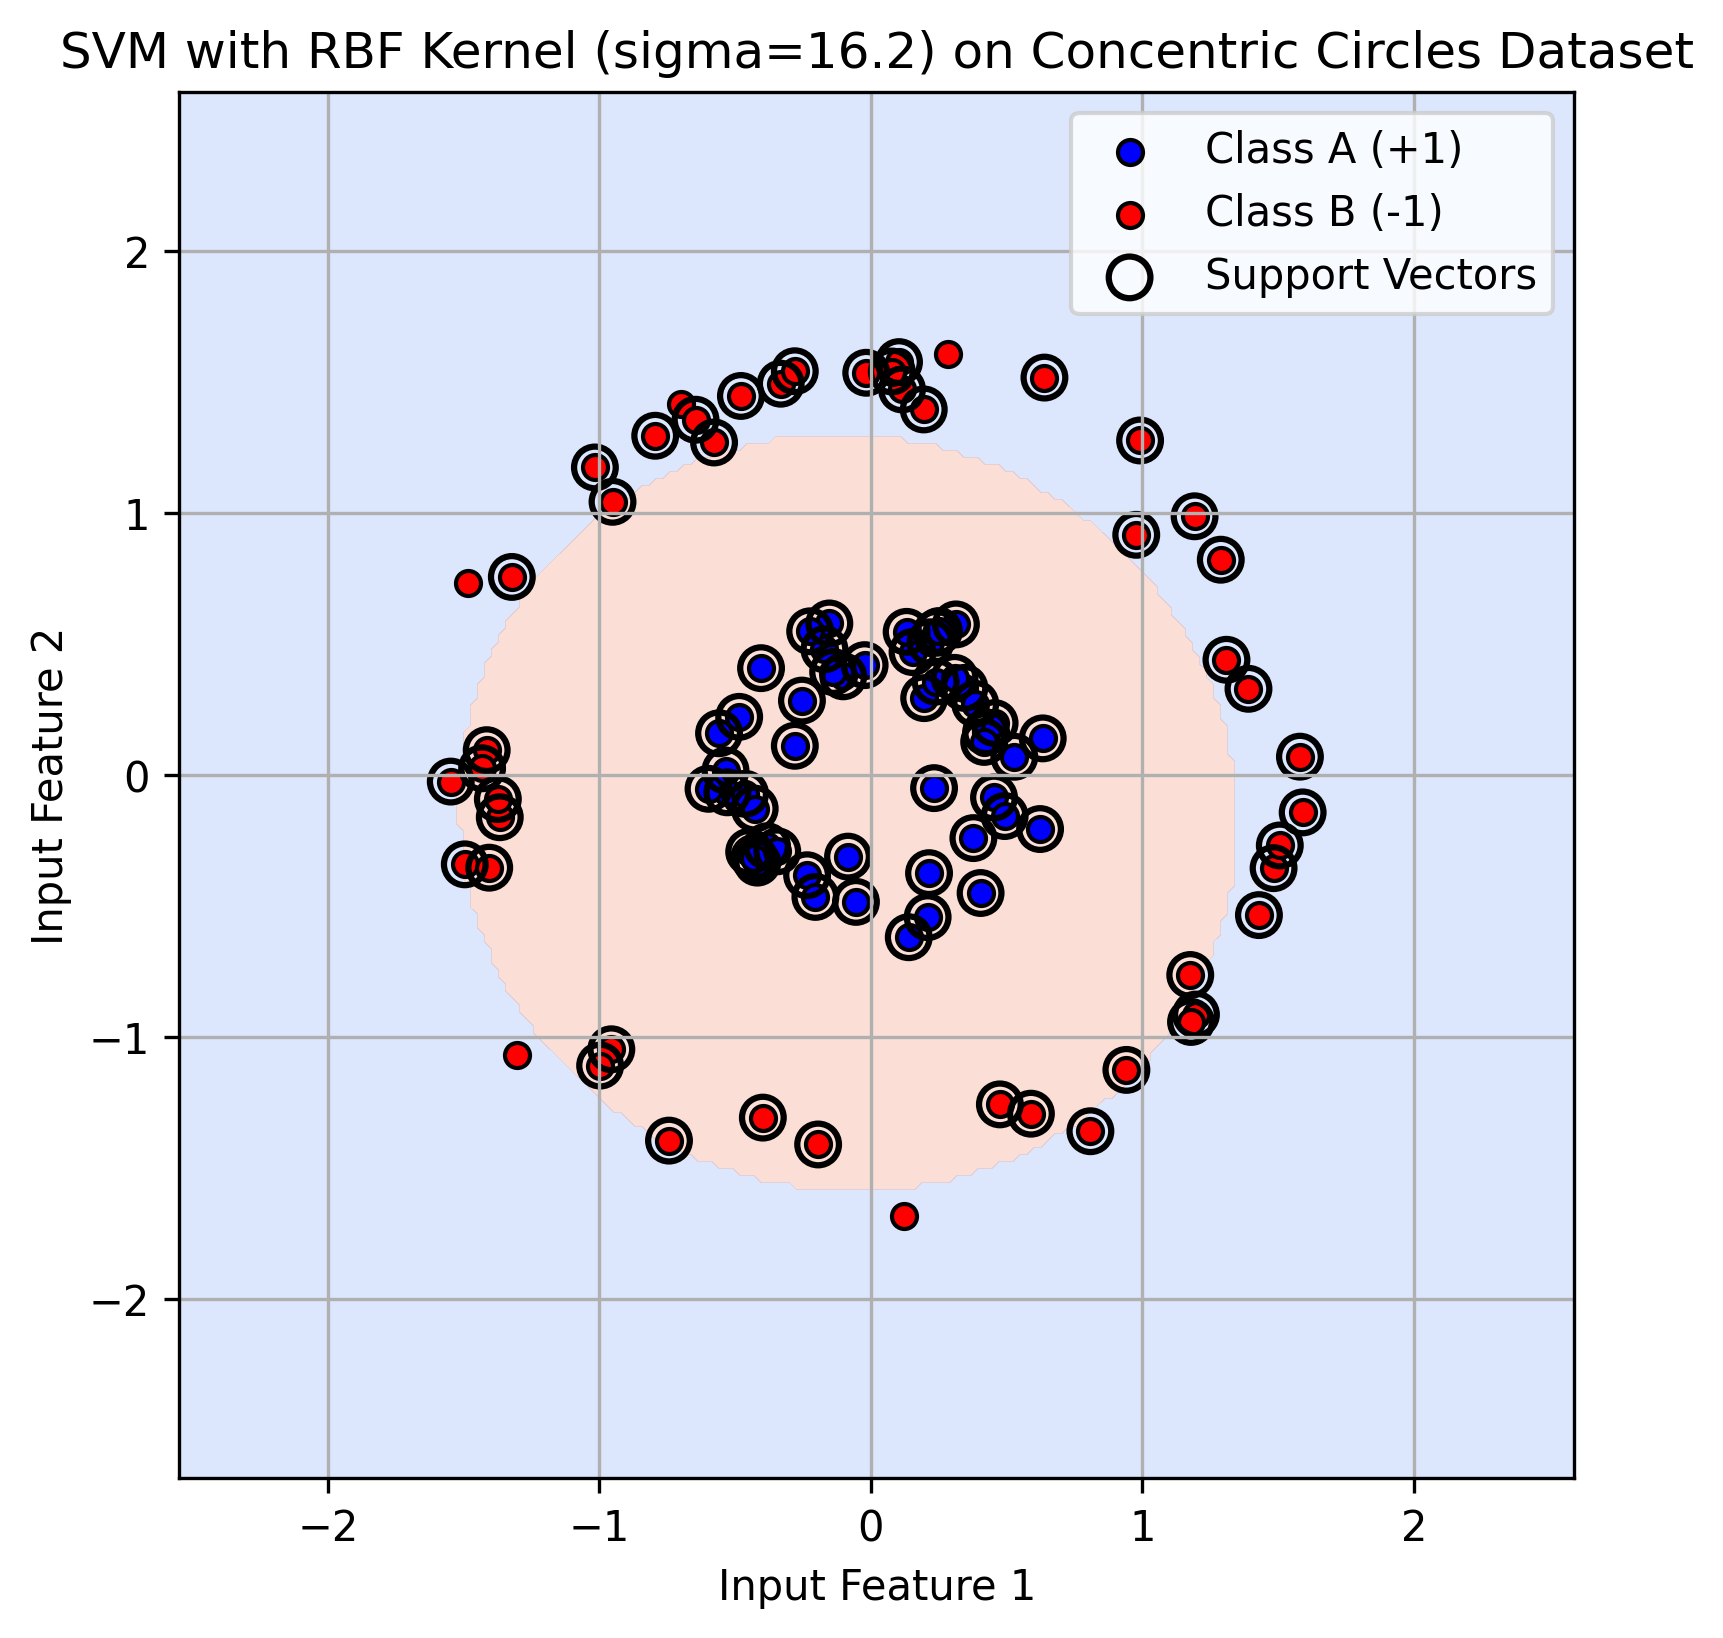 SVM with RBF Kernel (sigma=16.2) on Concentric Circles Dataset
Class A (+1)
Class B (-1)
Support Vectors
2
1
0
−1
−2
Input Feature 2
−2
−1
0
1
2
Input Feature 1